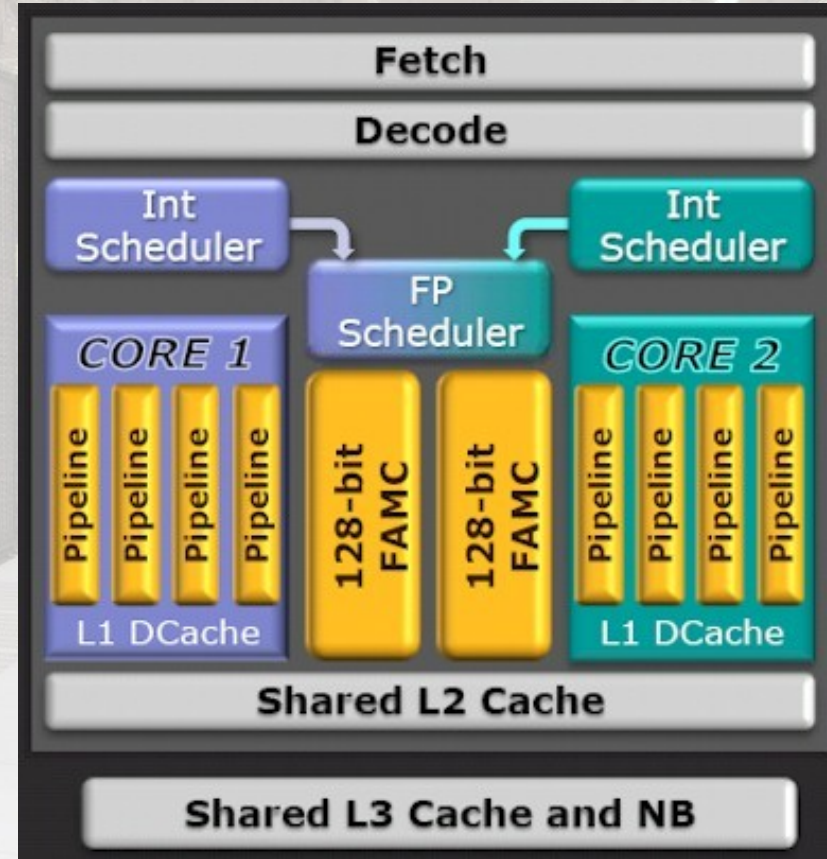 Fetch
Decode
Int
Scheduler
Int
Scheduler
FP
Scheduler
CORE 1
Pipeline
Pipeline
Pipeline
Pipeline
L1 DCache
128-bit
FAMC
128-bit
FAMC
CORE 2
Pipeline
Pipeline
Pipeline
Pipeline
L1 DCache
Shared L2 Cache
Shared L3 Cache and NB